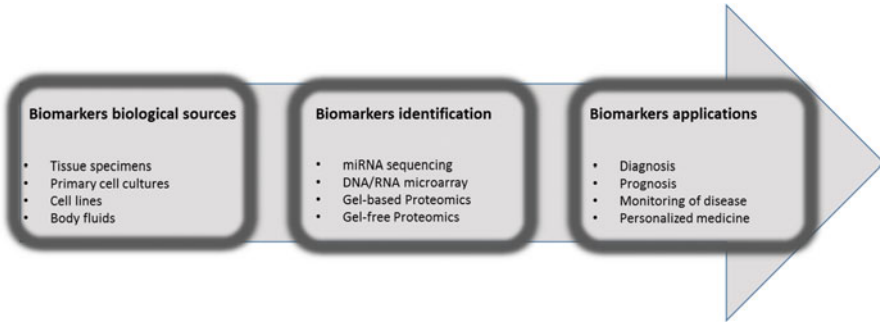 Biomarkers biological sources
• Tissue specimens
• Primary cell cultures
• Cell lines
• Body fluids
Biomarkers identification
• miRNA sequencing
• DNA/RNA microarray
• Gel-based Proteomics
• Gel-free Proteomics
Biomarkers applications
• Diagnosis
• Prognosis
• Monitoring of disease
• Personalized medicine